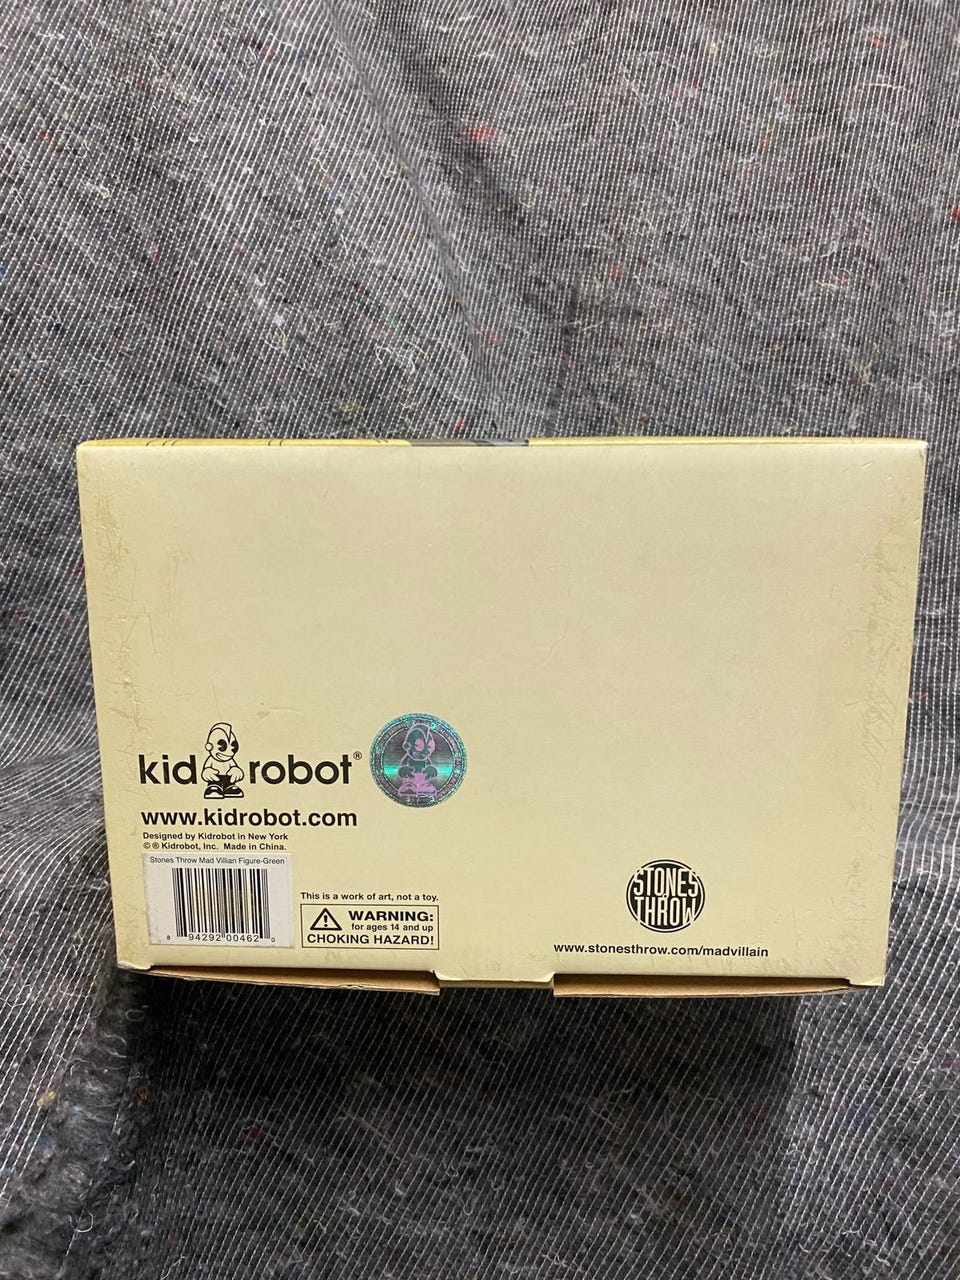 kid robot®
www.kidrobot.com
Designed by Kidrobot in New York
© ® Kidrobot, Inc. Made in China.
Stones Throw Mad Villian Figure-Green
8 94292 00462 0
This is a work of art, not a toy.
WARNING:
for ages 14 and up
CHOKING HAZARD!
STONES
THROW
www.stonesthrow.com/madvillain